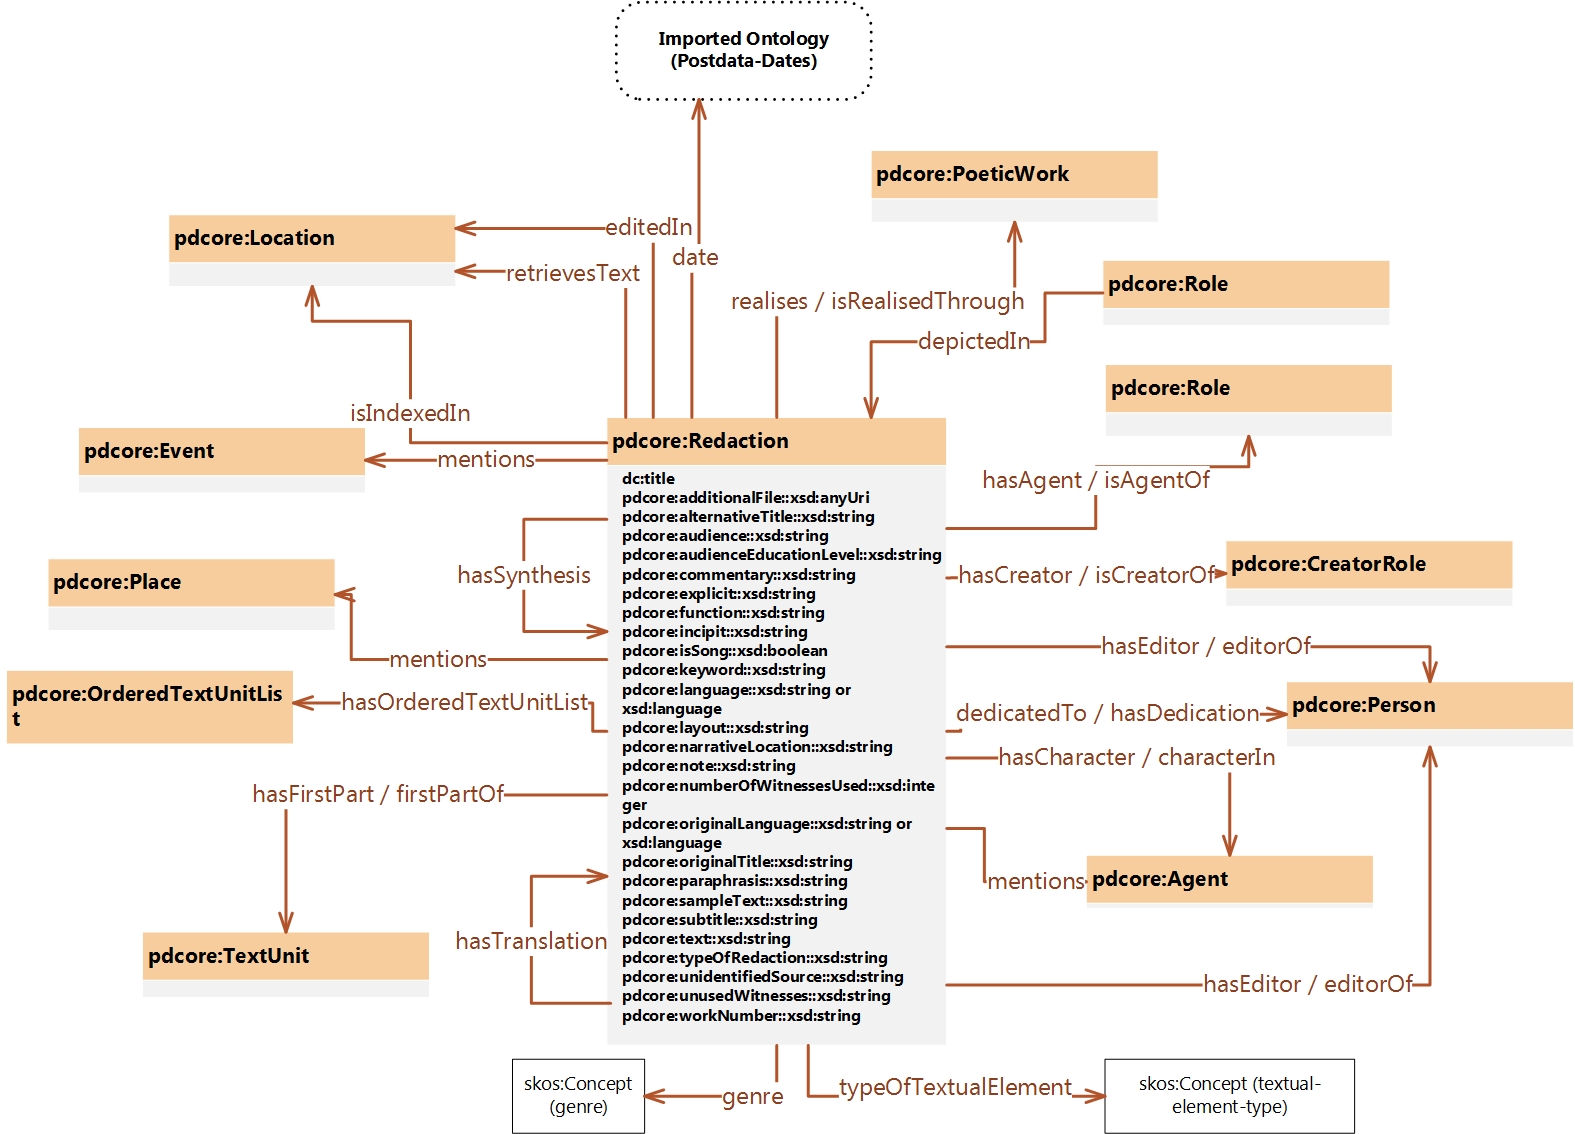 Imported Ontology
(Postdata-Dates)
pdcore:PoeticWork
pdcore:Location
editedIn
date
retrievesText
realises / isRealisedThrough
pdcore:Role
depictedIn
pdcore:Role
isIndexedIn
pdcore:Event
mentions
hasAgent / isAgentOf
pdcore:Redaction
dc:title
pdcore:additionalFile::xsd:anyUri
pdcore:alternativeTitle::xsd:string
pdcore:audience::xsd:string
pdcore:audienceEducationLevel::xsd:string
pdcore:commentary::xsd:string
pdcore:explicit::xsd:string
pdcore:function::xsd:string
pdcore:incipit::xsd:string
pdcore:isSong::xsd:boolean
pdcore:keyword::xsd:string
pdcore:language::xsd:string or
xsd:language
pdcore:layout::xsd:string
pdcore:narrativeLocation::xsd:string
pdcore:note::xsd:string
pdcore:numberOfWitnessesUsed::xsd:inte
ger
pdcore:originalLanguage::xsd:string or
xsd:language
pdcore:originalTitle::xsd:string
pdcore:paraphrasis::xsd:string
pdcore:sampleText::xsd:string
pdcore:subtitle::xsd:string
pdcore:text::xsd:string
pdcore:typeOfRedaction::xsd:string
pdcore:unidentifiedSource::xsd:string
pdcore:unusedWitnesses::xsd:string
pdcore:workNumber::xsd:string
hasSynthesis
hasCreator / isCreatorOf
pdcore:CreatorRole
pdcore:Place
mentions
hasEditor / editorOf
pdcore:OrderedTextUnitLis
t
hasOrderedTextUnitList
dedicatedTo / hasDedication
pdcore:Person
hasCharacter / characterIn
hasFirstPart / firstPartOf
mentions
pdcore:Agent
hasTranslation
pdcore:TextUnit
hasEditor / editorOf
skos:Concept
(genre)
genre
typeOfTextualElement
skos:Concept (textual-
element-type)